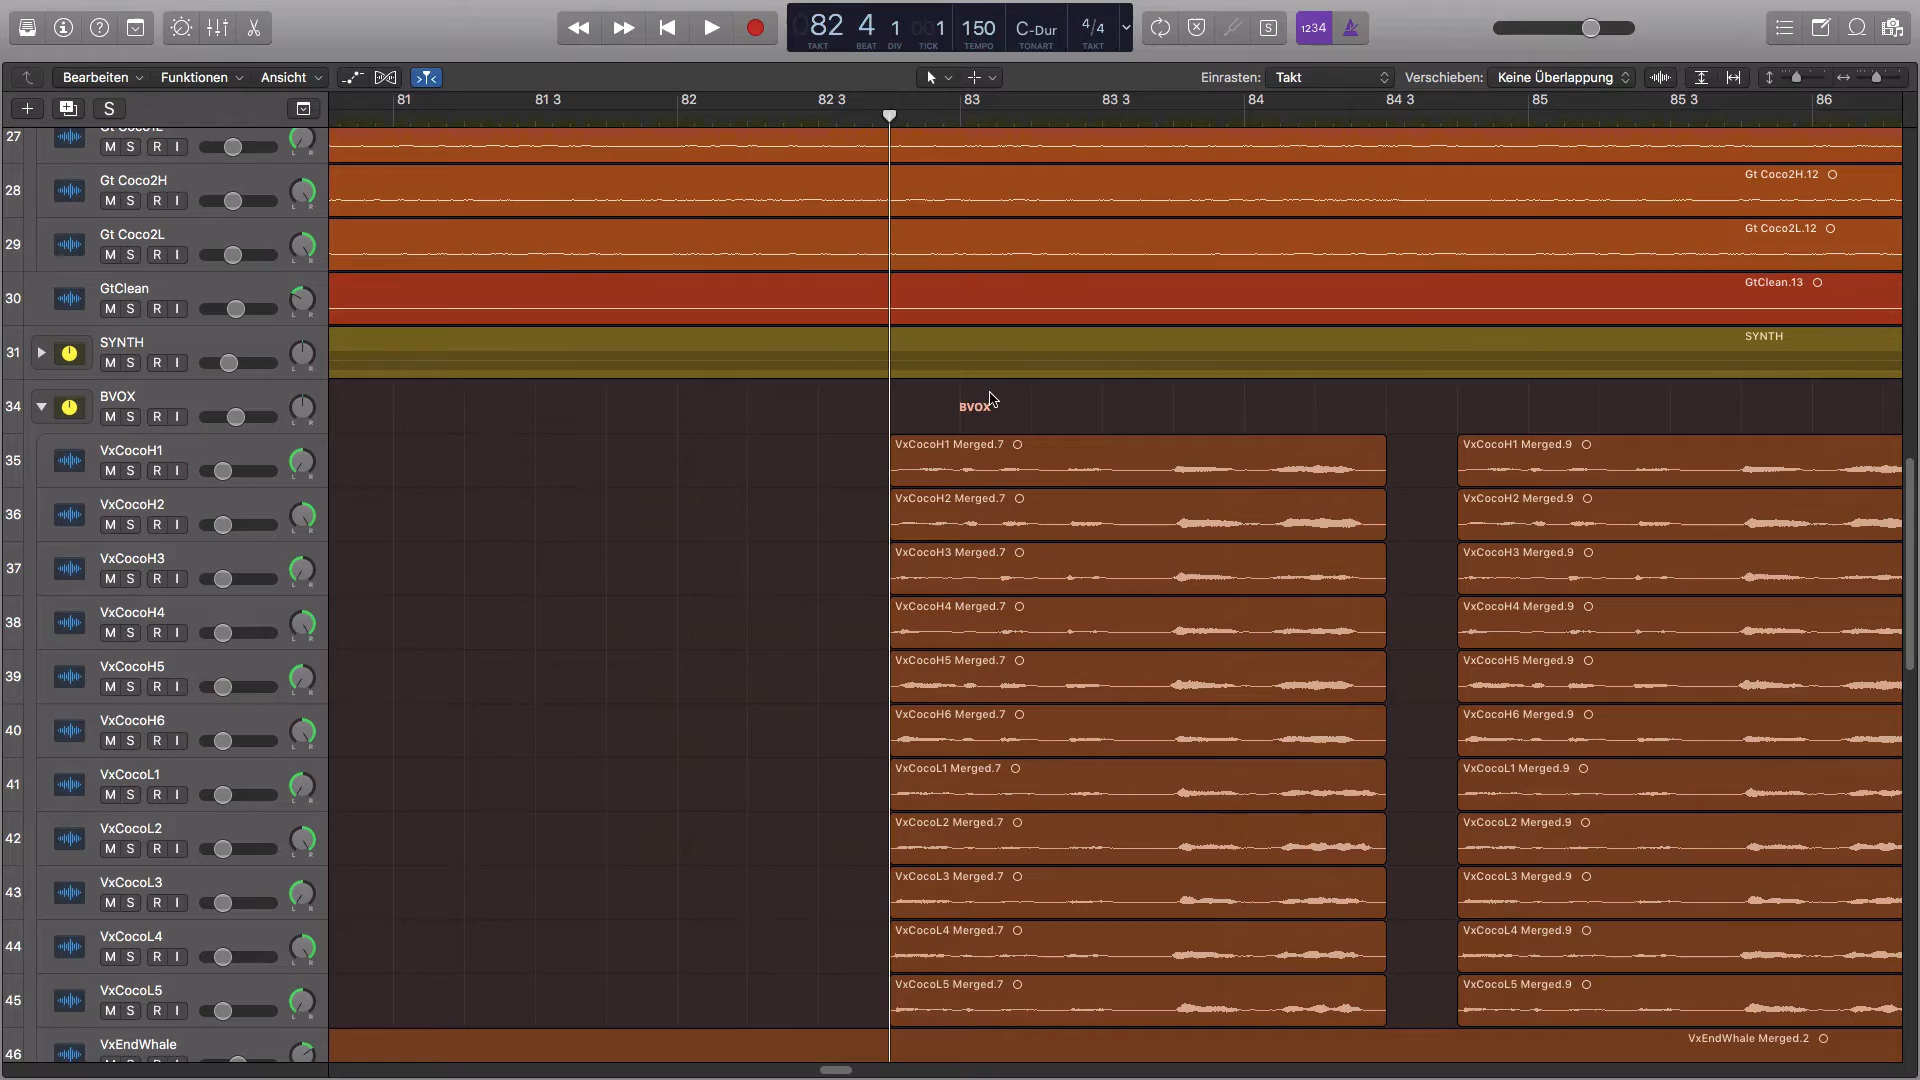 82 4 1 001 150 C-Dur 4/4
TAKT BEAT DIV TICK TEMPO TONART TAKT
1234
Bearbeiten Funktionen Ansicht Einrasten: Takt Verschieben: Keine Überlappung
S
81 81 3 82 82 3 83 83 3 84 84 3 85 85 3 86
27 Gt Coco1L
M S R I L R
28 Gt Coco2H Gt Coco2H.12
M S R I L R
29 Gt Coco2L Gt Coco2L.12
M S R I L R
30 GtClean GtClean.13
M S R I L R
31 SYNTH SYNTH
M S R I L R
34 BVOX BVOX
M S R I L R
35 VxCocoH1 VxCocoH1 Merged.7 VxCocoH1 Merged.9
M S R I L R
36 VxCocoH2 VxCocoH2 Merged.7 VxCocoH2 Merged.9
M S R I L R
37 VxCocoH3 VxCocoH3 Merged.7 VxCocoH3 Merged.9
M S R I L R
38 VxCocoH4 VxCocoH4 Merged.7 VxCocoH4 Merged.9
M S R I L R
39 VxCocoH5 VxCocoH5 Merged.7 VxCocoH5 Merged.9
M S R I L R
40 VxCocoH6 VxCocoH6 Merged.7 VxCocoH6 Merged.9
M S R I L R
41 VxCocoL1 VxCocoL1 Merged.7 VxCocoL1 Merged.9
M S R I L R
42 VxCocoL2 VxCocoL2 Merged.7 VxCocoL2 Merged.9
M S R I L R
43 VxCocoL3 VxCocoL3 Merged.7 VxCocoL3 Merged.9
M S R I L R
44 VxCocoL4 VxCocoL4 Merged.7 VxCocoL4 Merged.9
M S R I L R
45 VxCocoL5 VxCocoL5 Merged.7 VxCocoL5 Merged.9
M S R I L R
46 VxEndWhale VxEndWhale Merged.2